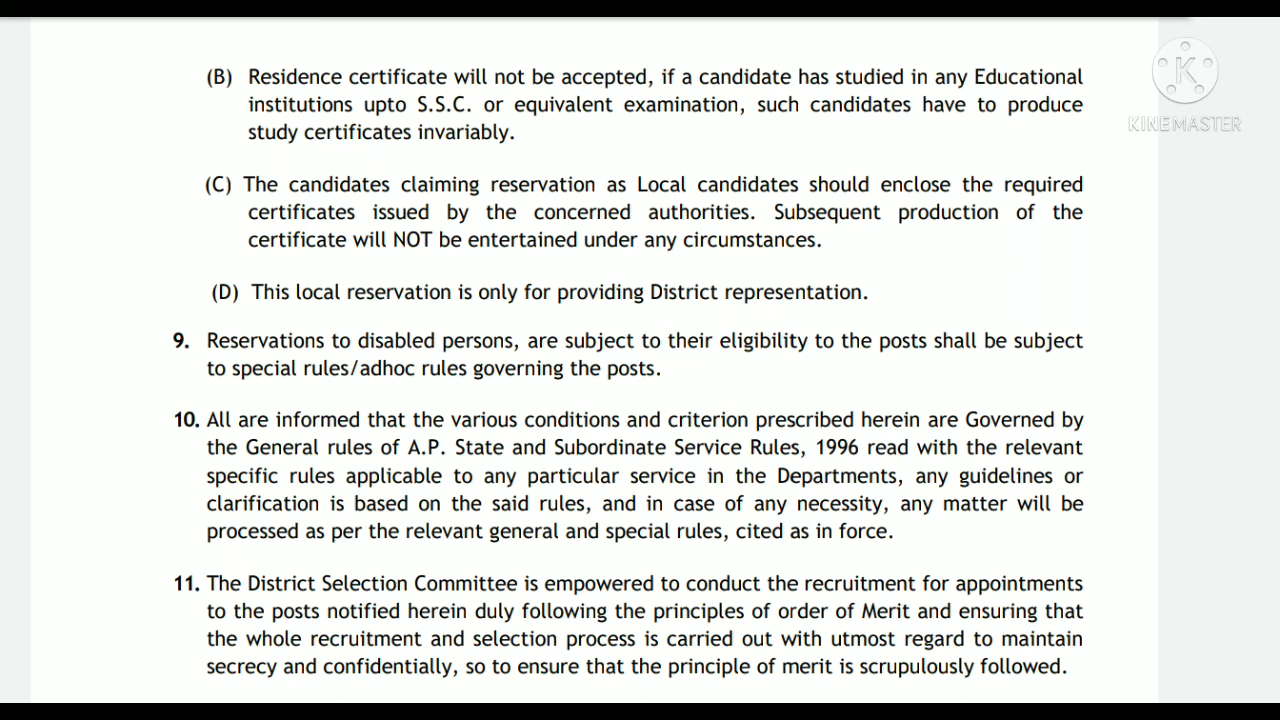 (B) Residence certificate will not be accepted, if a candidate has studied in any Educational
institutions upto S.S.C. or equivalent examination, such candidates have to produce
study certificates invariably.
(C) The candidates claiming reservation as Local candidates should enclose the required
certificates issued by the concerned authorities. Subsequent production of the
certificate will NOT be entertained under any circumstances.
(D) This local reservation is only for providing District representation.
9. Reservations to disabled persons, are subject to their eligibility to the posts shall be subject
to special rules/adhoc rules governing the posts.
10. All are informed that the various conditions and criterion prescribed herein are Governed by
the General rules of A.P. State and Subordinate Service Rules, 1996 read with the relevant
specific rules applicable to any particular service in the Departments, any guidelines or
clarification is based on the said rules, and in case of any necessity, any matter will be
processed as per the relevant general and special rules, cited as in force.
11. The District Selection Committee is empowered to conduct the recruitment for appointments
to the posts notified herein duly following the principles of order of Merit and ensuring that
the whole recruitment and selection process is carried out with utmost regard to maintain
secrecy and confidentially, so to ensure that the principle of merit is scrupulously followed.
K
KINEMASTER